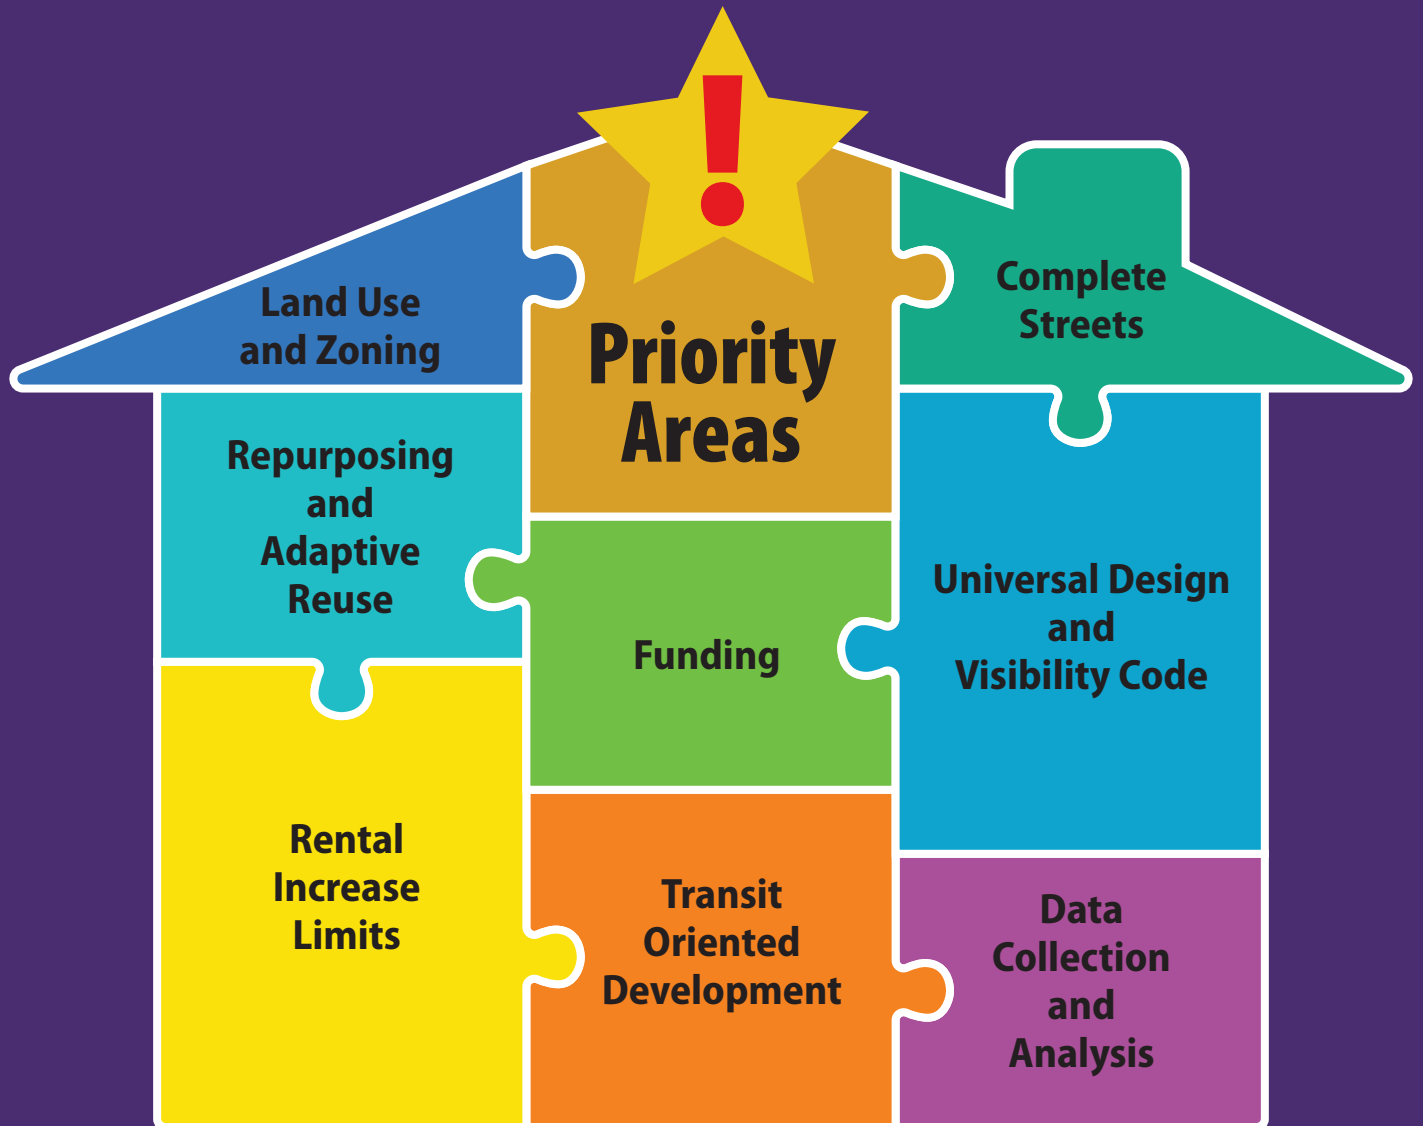 !
Land Use
and Zoning
Priority
Areas
Complete
Streets
Repurposing
and
Adaptive
Reuse
Funding
Universal Design
and
Visibility Code
Rental
Increase
Limits
Transit
Oriented
Development
Data
Collection
and
Analysis